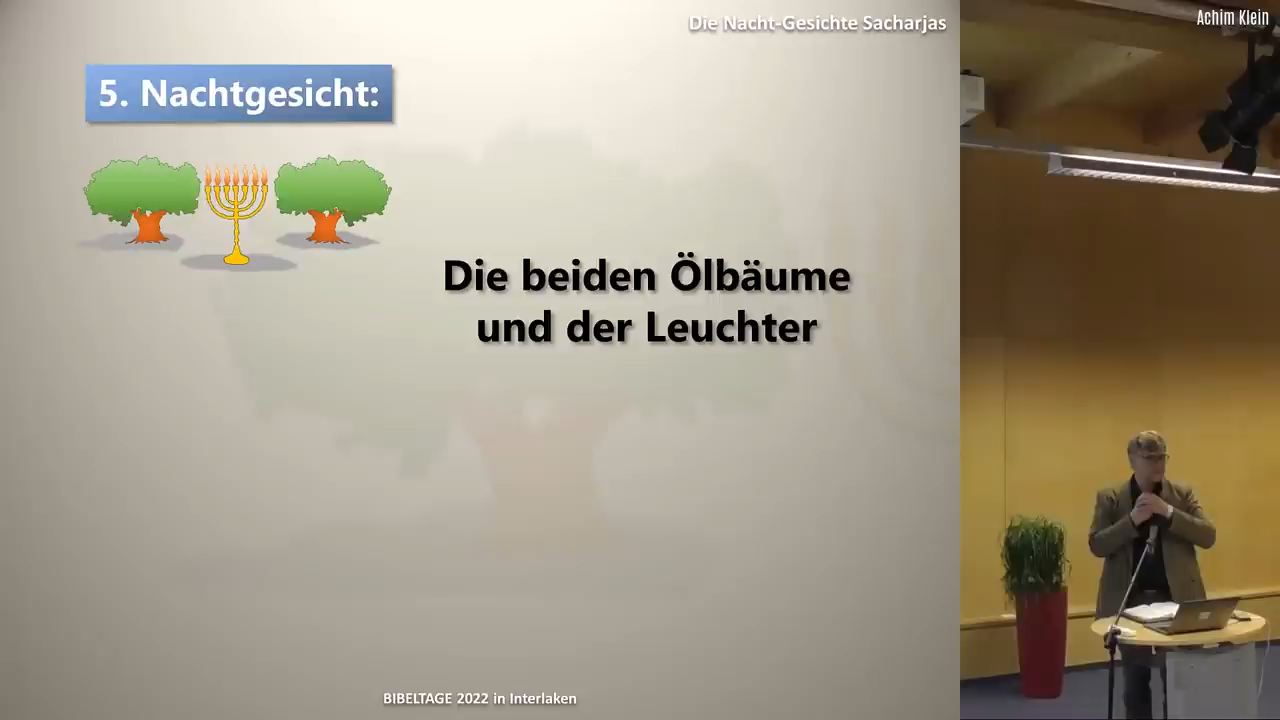 Die Nacht-Gesichte Sacharjas
Achim Klein
5. Nachtgesicht:
Die beiden Ölbäume
und der Leuchter
BIBELTAGE 2022 in Interlaken